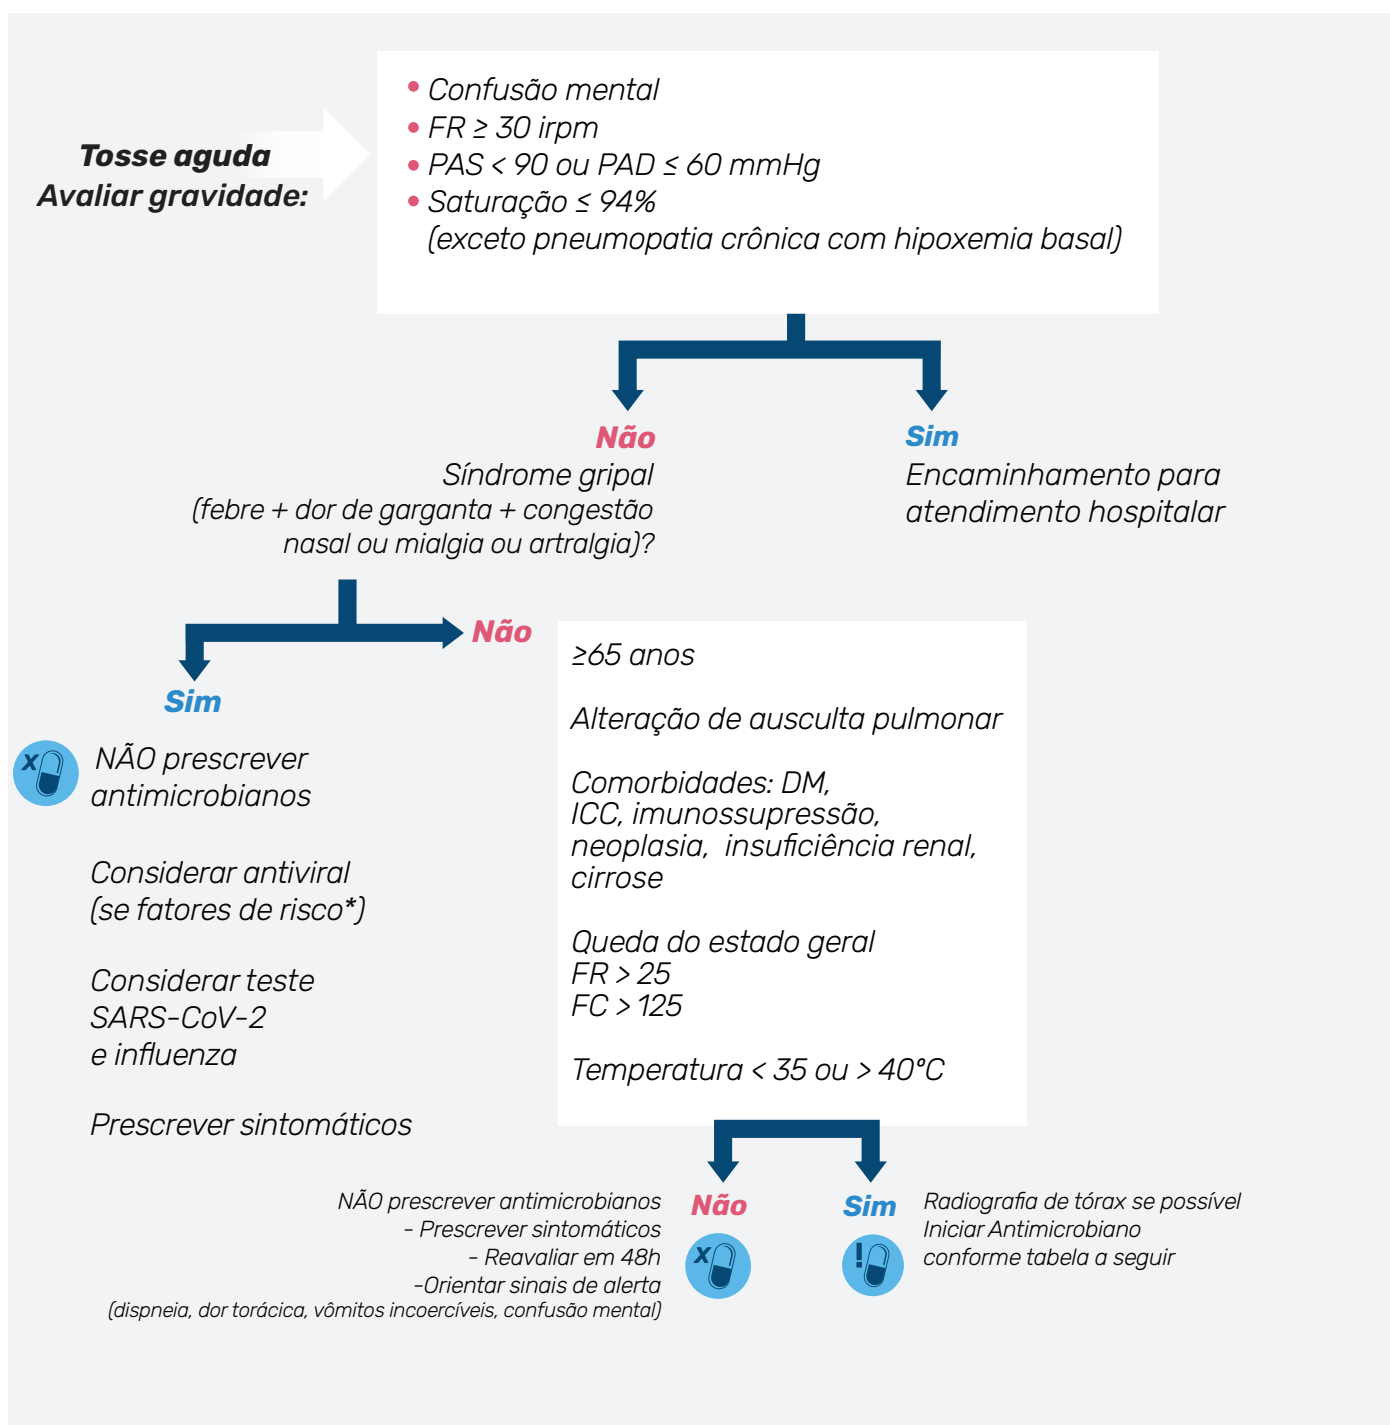 Tosse aguda
Avaliar gravidade:
• Confusão mental
• FR ≥ 30 irpm
• PAS < 90 ou PAD ≤ 60 mmHg
• Saturação ≤ 94%
(exceto pneumopatia crônica com hipoxemia basal)
Não
Síndrome gripal
(febre + dor de garganta + congestão
nasal ou mialgia ou artralgia)?
Sim
Encaminhamento para
atendimento hospitalar
Sim
x
NÃO prescrever
antimicrobianos
Considerar antiviral
(se fatores de risco*)
Considerar teste
SARS-CoV-2
e influenza
Prescrever sintomáticos
Não
≥65 anos
Alteração de ausculta pulmonar
Comorbidades: DM,
ICC, imunossupressão,
neoplasia, insuficiência renal,
cirrose
Queda do estado geral
FR > 25
FC > 125
Temperatura < 35 ou > 40°C
Não
x
NÃO prescrever antimicrobianos
- Prescrever sintomáticos
- Reavaliar em 48h
-Orientar sinais de alerta
(dispneia, dor torácica, vômitos incoercíveis, confusão mental)
Sim
!
Radiografia de tórax se possível
Iniciar Antimicrobiano
conforme tabela a seguir